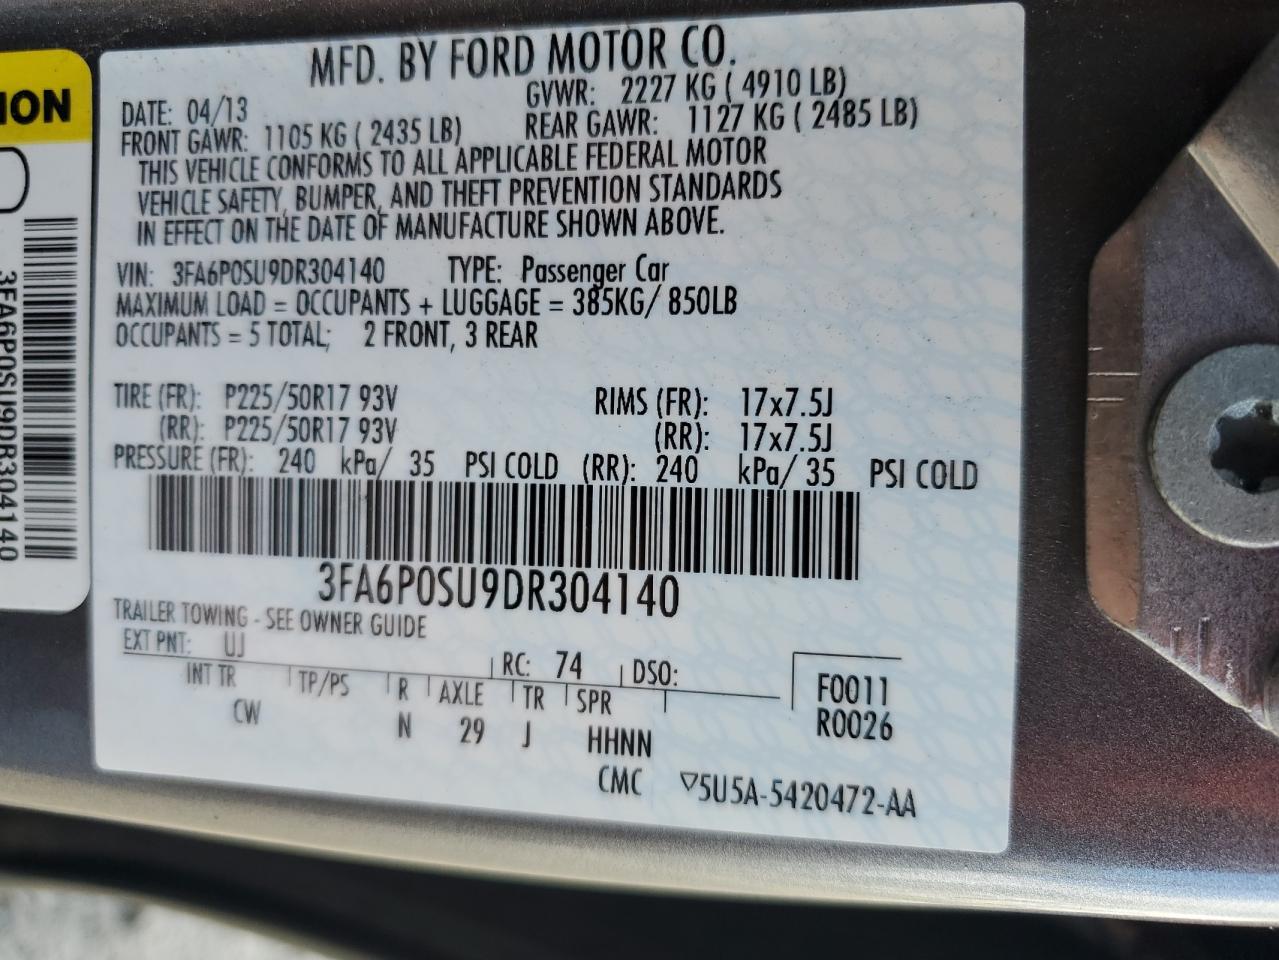 ION
3FA6P0SU9DR304140
MFD. BY FORD MOTOR CO.
DATE: 04/13 GVWR: 2227 KG ( 4910 LB)
FRONT GAWR: 1105 KG ( 2435 LB) REAR GAWR: 1127 KG ( 2485 LB)
THIS VEHICLE CONFORMS TO ALL APPLICABLE FEDERAL MOTOR
VEHICLE SAFETY, BUMPER, AND THEFT PREVENTION STANDARDS
IN EFFECT ON THE DATE OF MANUFACTURE SHOWN ABOVE.
VIN: 3FA6P0SU9DR304140 TYPE: Passenger Car
MAXIMUM LOAD = OCCUPANTS + LUGGAGE = 385KG/ 850LB
OCCUPANTS = 5 TOTAL; 2 FRONT, 3 REAR
TIRE (FR): P225/50R17 93V RIMS (FR): 17x7.5J
(RR): P225/50R17 93V (RR): 17x7.5J
PRESSURE (FR): 240 kPa/ 35 PSI COLD (RR): 240 kPa/ 35 PSI COLD
3FA6P0SU9DR304140
TRAILER TOWING - SEE OWNER GUIDE
EXT PNT: UJ RC: 74 DSO: F0011
INT TR TP/PS R AXLE TR SPR R0026
CW N 29 J HHNN
CMC ▽5U5A-5420472-AA